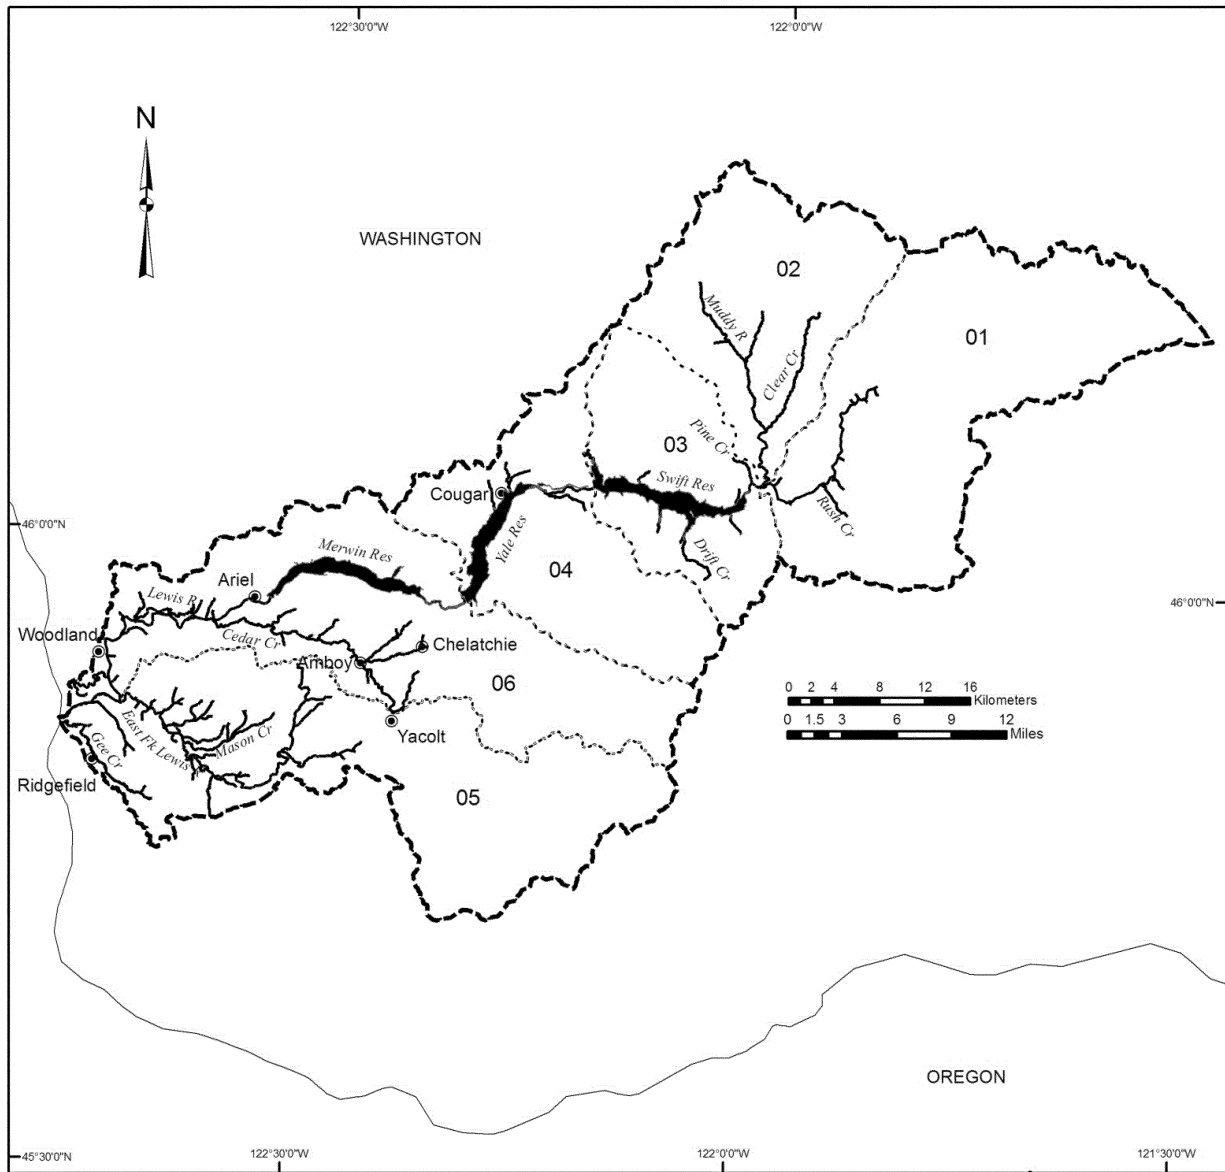 122°30'0"W
122°0'0"W
N
WASHINGTON
02
01
Muddy R
Clear Cr
Pine Cr
03
Swift Res
Rush Cr
Cougar
Yale Res
Drift Cr
46°0'0"N
Merwin Res
04
Ariel
Lewis R
46°0'0"N
Woodland
Cedar Cr
Chelatchie
Amboy
06
0 2 4 8 12 16
Kilometers
0 1.5 3 6 9 12
Miles
East Fk Lewis R
Mason Cr
Yacolt
Gee Cr
Ridgefield
05
OREGON
45°30'0"N
122°30'0"W
122°0'0"W
121°30'0"W